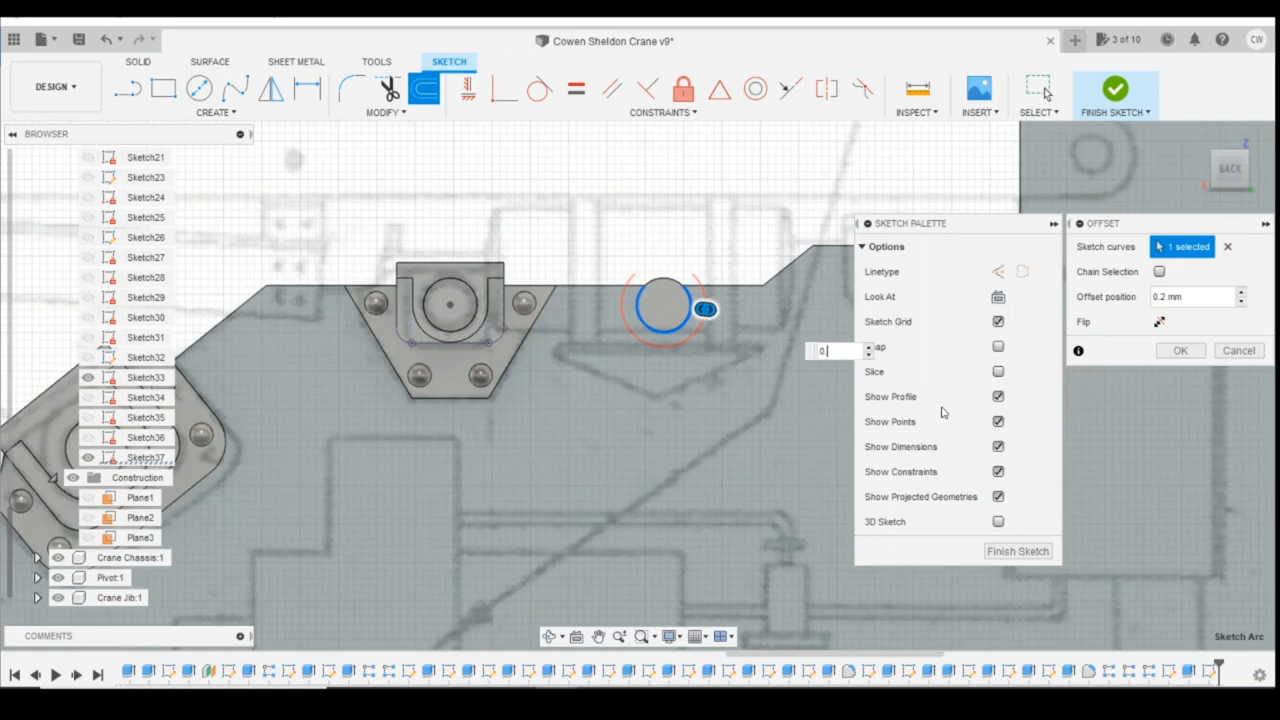 Cowen Sheldon Crane v9*
3 of 10
CW
DESIGN
SOLID
SURFACE
SHEET METAL
TOOLS
SKETCH
CREATE
MODIFY
CONSTRAINTS
INSPECT
INSERT
SELECT
FINISH SKETCH
BROWSER
Sketch21
Sketch23
Sketch24
Sketch25
Sketch26
Sketch27
Sketch28
Sketch29
Sketch30
Sketch31
Sketch32
Sketch33
Sketch34
Sketch35
Sketch36
Sketch37
Construction
Plane1
Plane2
Plane3
Crane Chassis:1
Pivot:1
Crane Jib:1
COMMENTS
BACK
Z
X
SKETCH PALETTE
Options
Linetype
Look At
Sketch Grid
ap
Slice
Show Profile
Show Points
Show Dimensions
Show Constraints
Show Projected Geometries
3D Sketch
Finish Sketch
0.
OFFSET
Sketch curves
1 selected
Chain Selection
Offset position
0.2 mm
Flip
OK
Cancel
Sketch Arc